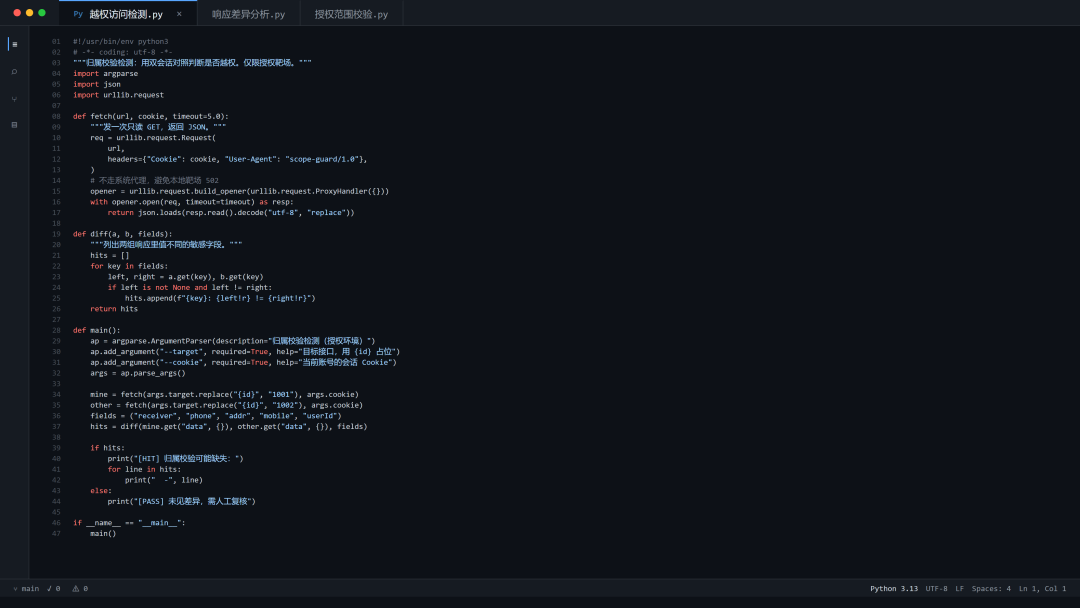 Py 越权访问检测.py × 响应差异分析.py 授权范围校验.py
01 #!/usr/bin/env python3
02 # -*- coding: utf-8 -*-
03 """归属校验检测：用双会话对照判断是否越权。仅限授权靶场。"""
04 import argparse
05 import json
06 import urllib.request
07
08 def fetch(url, cookie, timeout=5.0):
09     """发一次只读 GET，返回 JSON。"""
10     req = urllib.request.Request(
11         url,
12         headers={"Cookie": cookie, "User-Agent": "scope-guard/1.0"},
13     )
14     # 不走系统代理，避免本地靶场 502
15     opener = urllib.request.build_opener(urllib.request.ProxyHandler({}))
16     with opener.open(req, timeout=timeout) as resp:
17         return json.loads(resp.read().decode("utf-8", "replace"))
18
19 def diff(a, b, fields):
20     """列出两组响应里值不同的敏感字段。"""
21     hits = []
22     for key in fields:
23         left, right = a.get(key), b.get(key)
24         if left is not None and left != right:
25             hits.append(f"{key}: {left!r} != {right!r}")
26     return hits
27
28 def main():
29     ap = argparse.ArgumentParser(description="归属校验检测（授权环境）")
30     ap.add_argument("--target", required=True, help="目标接口，用 {id} 占位")
31     ap.add_argument("--cookie", required=True, help="当前账号的会话 Cookie")
32     args = ap.parse_args()
33
34     mine = fetch(args.target.replace("{id}", "1001"), args.cookie)
35     other = fetch(args.target.replace("{id}", "1002"), args.cookie)
36     fields = ("receiver", "phone", "addr", "mobile", "userId")
37     hits = diff(mine.get("data", {}), other.get("data", {}), fields)
38
39     if hits:
40         print("[HIT] 归属校验可能缺失：")
41         for line in hits:
42             print("  -", line)
43     else:
44         print("[PASS] 未见差异，需人工复核")
45
46 if __name__ == "__main__":
47     main()
main √ 0 ⚠ 0 Python 3.13 UTF-8 LF Spaces: 4 Ln 1, Col 1